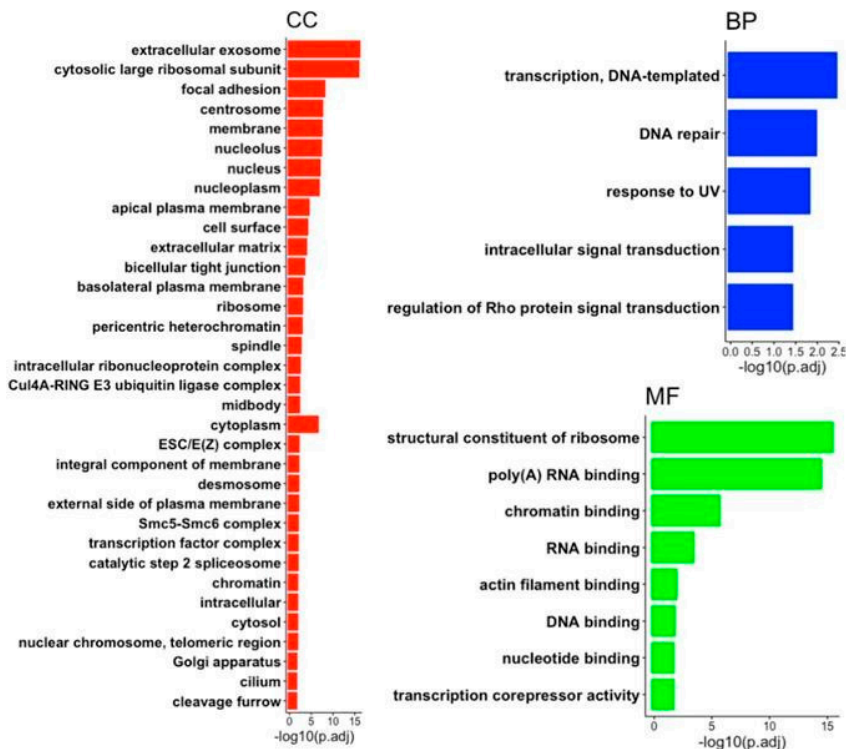 CC
extracellular exosome
cytosolic large ribosomal subunit
focal adhesion
centrosome
membrane
nucleolus
nucleus
nucleoplasm
apical plasma membrane
cell surface
extracellular matrix
bicellular tight junction
basolateral plasma membrane
ribosome
pericentric heterochromatin
spindle
intracellular ribonucleoprotein complex
Cul4A-RING E3 ubiquitin ligase complex
midbody
cytoplasm
ESC/E(Z) complex
integral component of membrane
desmosome
external side of plasma membrane
Smc5-Smc6 complex
transcription factor complex
catalytic step 2 spliceosome
chromatin
intracellular
cytosol
nuclear chromosome, telomeric region
Golgi apparatus
cilium
cleavage furrow
0 5 10 15
-log10(p.adj)
BP
transcription, DNA-templated
DNA repair
response to UV
intracellular signal transduction
regulation of Rho protein signal transduction
0.0 0.5 1.0 1.5 2.0 2.5
-log10(p.adj)
MF
structural constituent of ribosome
poly(A) RNA binding
chromatin binding
RNA binding
actin filament binding
DNA binding
nucleotide binding
transcription corepressor activity
0 5 10 15
-log10(p.adj)